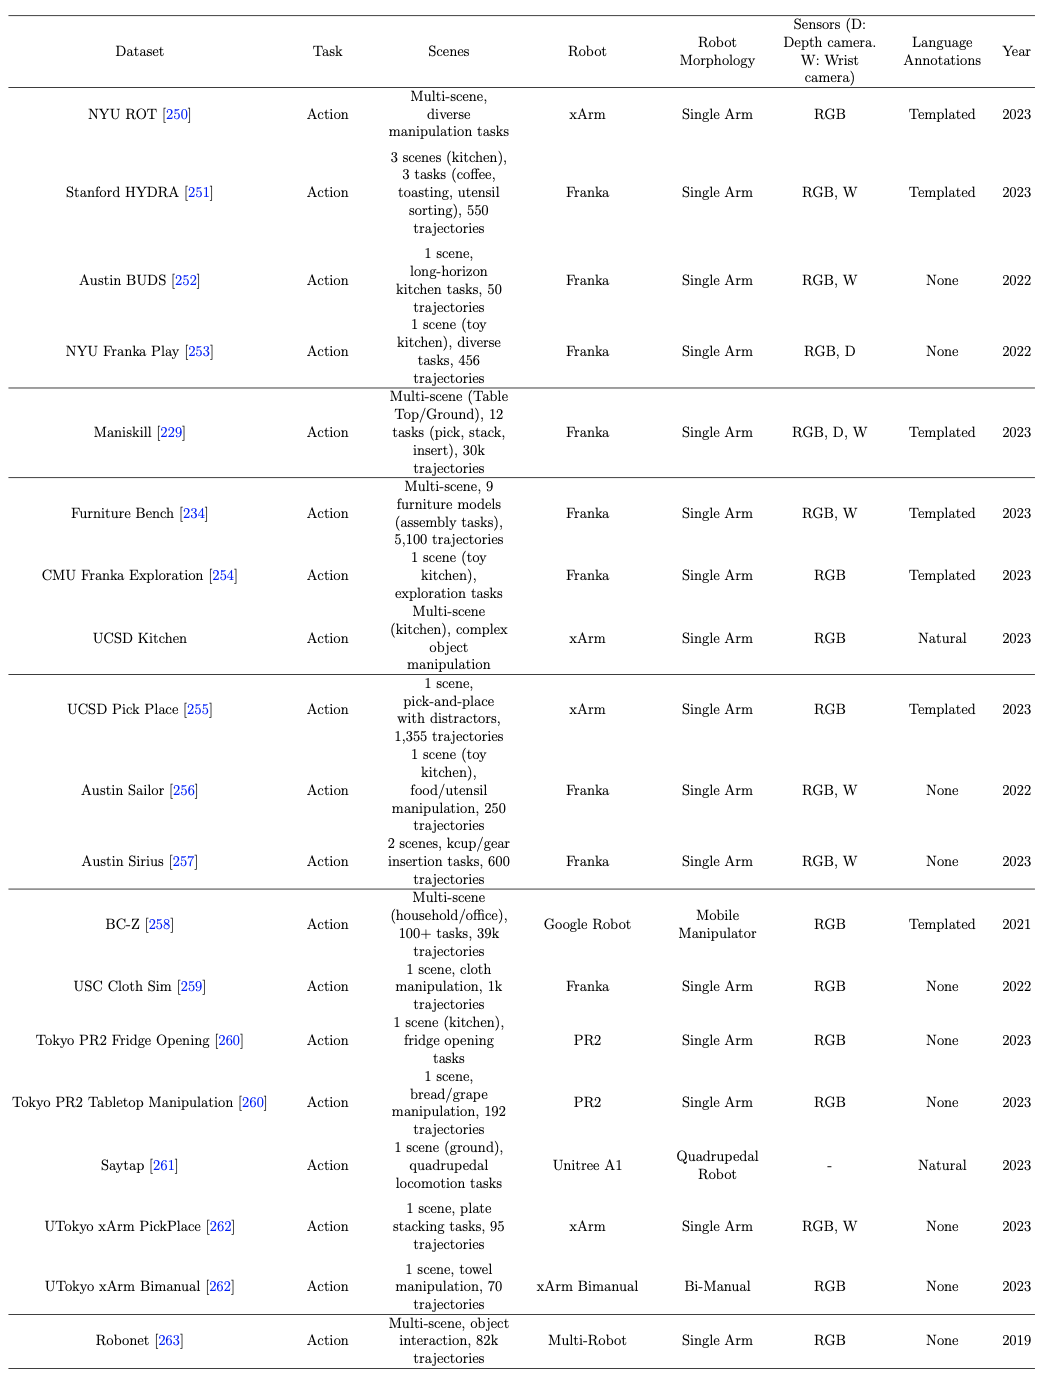 Dataset
Task
Scenes
Robot
Robot
Morphology
Sensors (D:
Depth camera.
W: Wrist
camera)
Language
Annotations
Year
NYU ROT [250]
Action
Multi-scene,
diverse
manipulation tasks
xArm
Single Arm
RGB
Templated
2023
Stanford HYDRA [251]
Action
3 scenes (kitchen),
3 tasks (coffee,
toasting, utensil
sorting), 550
trajectories
Franka
Single Arm
RGB, W
Templated
2023
Austin BUDS [252]
Action
1 scene,
long-horizon
kitchen tasks, 50
trajectories
Franka
Single Arm
RGB, W
None
2022
NYU Franka Play [253]
Action
1 scene (toy
kitchen), diverse
tasks, 456
trajectories
Franka
Single Arm
RGB, D
None
2022
Maniskill [229]
Action
Multi-scene (Table
Top/Ground), 12
tasks (pick, stack,
insert), 30k
trajectories
Franka
Single Arm
RGB, D, W
Templated
2023
Furniture Bench [234]
Action
Multi-scene, 9
furniture models
(assembly tasks),
5,100 trajectories
Franka
Single Arm
RGB, W
Templated
2023
CMU Franka Exploration [254]
Action
1 scene (toy
kitchen),
exploration tasks
Franka
Single Arm
RGB
Templated
2023
UCSD Kitchen
Action
Multi-scene
(kitchen), complex
object
manipulation
xArm
Single Arm
RGB
Natural
2023
UCSD Pick Place [255]
Action
1 scene,
pick-and-place
with distractors,
1,355 trajectories
xArm
Single Arm
RGB
Templated
2023
Austin Sailor [256]
Action
1 scene (toy
kitchen),
food/utensil
manipulation, 250
trajectories
Franka
Single Arm
RGB, W
None
2022
Austin Sirius [257]
Action
2 scenes, kcup/gear
insertion tasks, 600
trajectories
Franka
Single Arm
RGB, W
None
2023
BC-Z [258]
Action
Multi-scene
(household/office),
100+ tasks, 39k
trajectories
Google Robot
Mobile
Manipulator
RGB
Templated
2021
USC Cloth Sim [259]
Action
1 scene, cloth
manipulation, 1k
trajectories
Franka
Single Arm
RGB
None
2022
Tokyo PR2 Fridge Opening [260]
Action
1 scene (kitchen),
fridge opening
tasks
PR2
Single Arm
RGB
None
2023
Tokyo PR2 Tabletop Manipulation [260]
Action
1 scene,
bread/grape
manipulation, 192
trajectories
PR2
Single Arm
RGB
None
2023
Saytap [261]
Action
1 scene (ground),
quadrupedal
locomotion tasks
Unitree A1
Quadrupedal
Robot
-
Natural
2023
UTokyo xArm PickPlace [262]
Action
1 scene, plate
stacking tasks, 95
trajectories
xArm
Single Arm
RGB, W
None
2023
UTokyo xArm Bimanual [262]
Action
1 scene, towel
manipulation, 70
trajectories
xArm Bimanual
Bi-Manual
RGB
None
2023
Robonet [263]
Action
Multi-scene, object
interaction, 82k
trajectories
Multi-Robot
Single Arm
RGB
None
2019